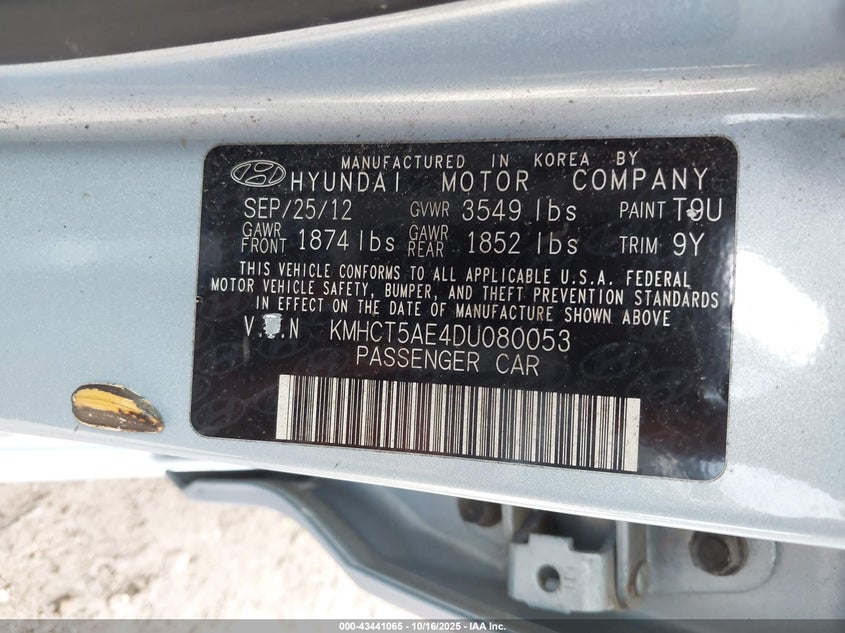 MANUFACTURED IN KOREA BY
HYUNDAI MOTOR COMPANY
SEP/25/12 GVWR 3549 lbs PAINT T9U
GAWR FRONT 1874 lbs GAWR REAR 1852 lbs TRIM 9Y
THIS VEHICLE CONFORMS TO ALL APPLICABLE U.S.A. FEDERAL
MOTOR VEHICLE SAFETY, BUMPER, AND THEFT PREVENTION STANDARDS
IN EFFECT ON THE DATE OF MANUFACTURE SHOWN ABOVE
V.I.N KMHCT5AE4DU080053
PASSENGER CAR
000-43441065 - 10/16/2025 - IAA, Inc.